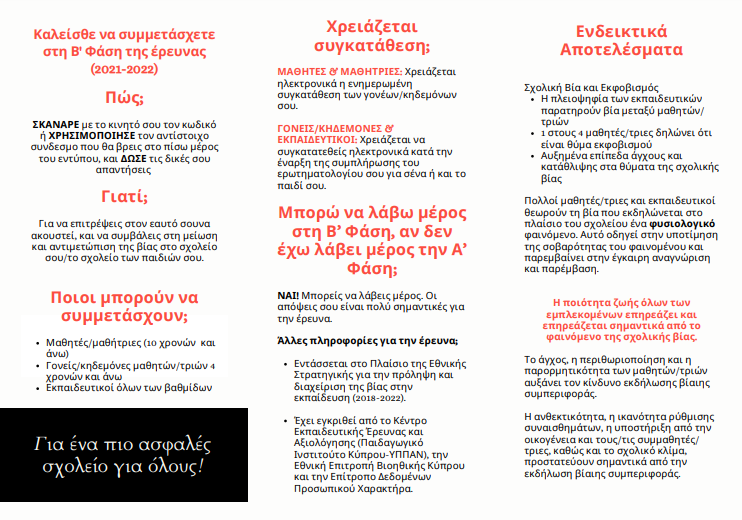 Καλείσθε να συμμετάσχετε
στη Β' Φάση της έρευνας
(2021-2022)
Πώς;
ΣΚΑΝΑΡΕ με το κινητό σου τον κωδικό
ή ΧΡΗΣΙΜΟΠΟΙΗΣΕ τον αντίστοιχο
συνδεσμο που θα βρεις στο πίσω μέρος
του εντύπου, και ΔΩΣΕ τις δικές σου
απαντήσεις
Γιατί;
Για να επιτρέψεις στον εαυτό σουνα
ακουστεί, και να συμβάλεις στη μείωση
και αντιμετώπιση της βίας στο σχολείο
σου/το σχολείο των παιδιών σου.
Ποιοι μπορούν να
συμμετάσχουν;
Μαθητές/μαθήτριες (10 χρονών και
άνω)
Γονείς/κηδεμόνες μαθητών/τριών 4
χρονών και άνω
Εκπαιδευτικοί όλων των βαθμίδων
Για ένα πιο ασφαλές
σχολείο για όλους!
Χρειάζεται
συγκατάθεση;
ΜΑΘΗΤΕΣ & ΜΑΘΗΤΡΙΕΣ: Χρειάζεται
ηλεκτρονικά η ενημερωμένη
συγκατάθεση των γονέων/κηδεμόνων
σου.
ΓΟΝΕΙΣ/ΚΗΔΕΜΟΝΕΣ &
ΕΚΠΑΙΔΕΥΤΙΚΟΙ: Χρειάζεται να
συγκατατεθείς ηλεκτρονικά κατά την
έναρξη της συμπλήρωσης του
ερωτηματολογίου σου για σένα ή και το
παιδί σου.
Μπορώ να λάβω μέρος
στη Β’ Φάση, αν δεν
έχω λάβει μέρος την Α’
Φάση;
ΝΑΙ! Μπορείς να λάβεις μέρος. Οι
απόψεις σου είναι πολύ σημαντικές για
την έρευνα.
Άλλες πληροφορίες για την έρευνα;
Εντάσσεται στο Πλαίσιο της Εθνικής
Στρατηγικής για την πρόληψη και
διαχείριση της βίας στην
εκπαίδευση (2018-2022).
Έχει εγκριθεί από το Κέντρο
Εκπαιδευτικής Έρευνας και
Αξιολόγησης (Παιδαγωγικό
Ινστιτούτο Κύπρου-ΥΠΠΑΝ), την
Εθνική Επιτροπή Βιοηθικής Κύπρου
και την Επίτροπο Δεδομένων
Προσωπικού Χαρακτήρα.
Ενδεικτικά
Αποτελέσματα
Σχολική Βία και Εκφοβισμός
Η πλειοψηφία των εκπαιδευτικών
παρατηρούν βία μεταξύ μαθητών/
τριών
1 στους 4 μαθητές/τριες δηλώνει ότι
είναι θύμα εκφοβισμού
Αυξημένα επίπεδα άγχους και
κατάθλιψης στα θύματα της σχολικής
βίας
Πολλοί μαθητές/τριες και εκπαιδευτικοί
θεωρούν τη βία που εκδηλώνεται στο
πλαίσιο του σχολείου ένα φυσιολογικό
φαινόμενο. Αυτό οδηγεί στην υποτίμηση
της σοβαρότητας του φαινομένου και
παρεμβαίνει στην έγκαιρη αναγνώριση
και παρέμβαση.
Η ποιότητα ζωής όλων των
εμπλεκομένων επηρεάζει και
επηρεάζεται σημαντικά από το
φαινόμενο της σχολικής βίας.
Το άγχος, η περιθωριοποίηση και η
παρορμητικότητα των μαθητών/τριών
αυξάνει τον κίνδυνο εκδήλωσης βίαιης
συμπεριφοράς.
Η ανθεκτικότητα, η ικανότητα ρύθμισης
συναισθημάτων, η υποστήριξη από την
οικογένεια και τους/τις συμμαθητές/
τριες, καθώς και το σχολικό κλίμα,
προστατεύουν σημαντικά από την
εκδήλωση βίαιης συμπεριφοράς.